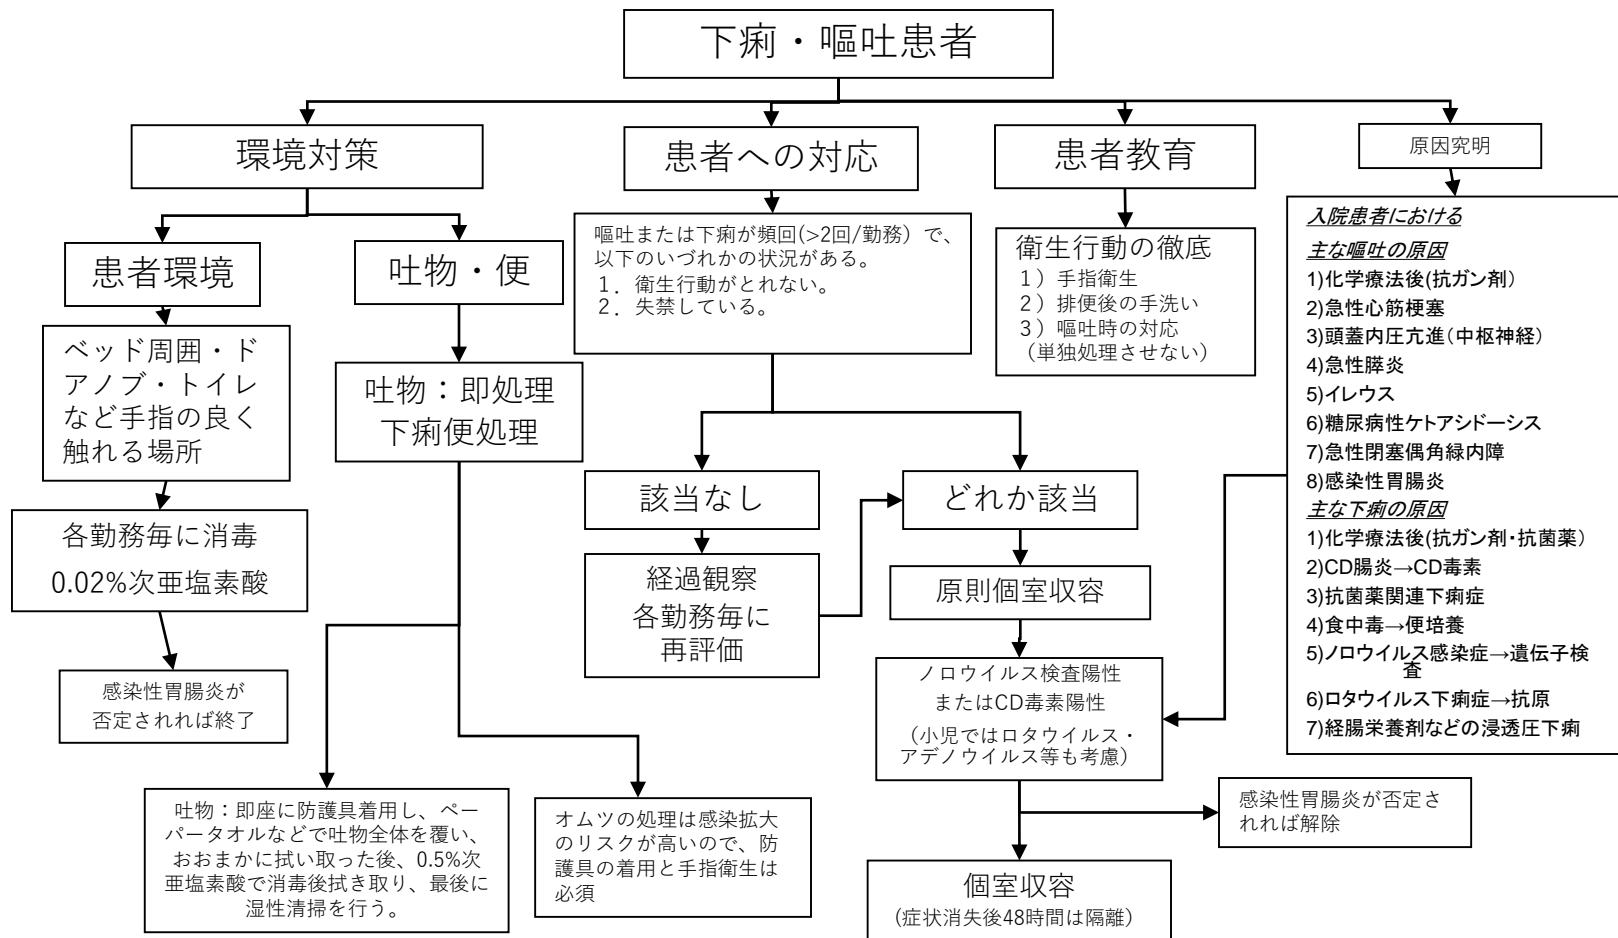 下痢・嘔吐患者
環境対策
患者への対応
患者教育
原因究明
患者環境
吐物・便
嘔吐または下痢が頻回(>2回/勤務）で、
以下のいづれかの状況がある。
1．衛生行動がとれない。
2．失禁している。
衛生行動の徹底
1）手指衛生
2）排便後の手洗い
3）嘔吐時の対応
（単独処理させない）
入院患者における
主な嘔吐の原因
1)化学療法後(抗ガン剤）
2)急性心筋梗塞
3)頭蓋内圧亢進（中枢神経）
4)急性膵炎
5)イレウス
6)糖尿病性ケトアシドーシス
7)急性閉塞偶角緑内障
8)感染性胃腸炎
主な下痢の原因
1)化学療法後(抗ガン剤・抗菌薬）
2)CD腸炎→CD毒素
3)抗菌薬関連下痢症
4)食中毒→便培養
5)ノロウイルス感染症→遺伝子検
査
6)ロタウイルス下痢症→抗原
7)経腸栄養剤などの浸透圧下痢
ベッド周囲・ド
アノブ・トイレ
など手指の良く
触れる場所
吐物：即処理
下痢便処理
該当なし
どれか該当
各勤務毎に消毒
0.02%次亜塩素酸
経過観察
各勤務毎に
再評価
原則個室収容
感染性胃腸炎が
否定されれば終了
ノロウイルス検査陽性
またはCD毒素陽性
（小児ではロタウイルス・
アデノウイルス等も考慮）
吐物：即座に防護具着用し、ペー
パータオルなどで吐物全体を覆い、
おおまかに拭い取った後、0.5%次
亜塩素酸で消毒後拭き取り、最後に
湿性清掃を行う。
オムツの処理は感染拡大
のリスクが高いので、防
護具の着用と手指衛生は
必須
感染性胃腸炎が否定さ
れれば解除
個室収容
(症状消失後48時間は隔離）